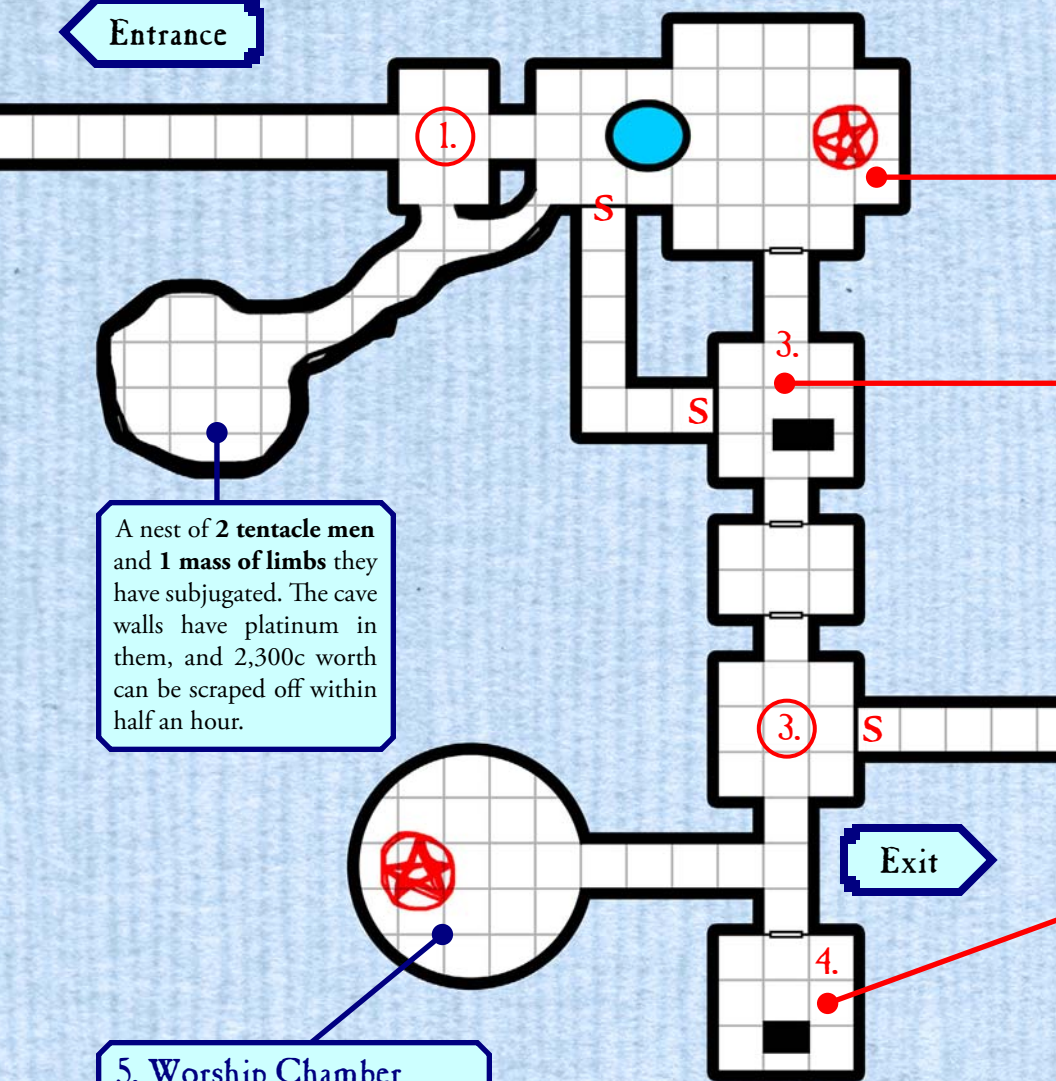 Entrance
1.
S
3.
S
A nest of 2 tentacle men
and 1 mass of limbs they
have subjugated. The cave
walls have platinum in
them, and 2,300c worth
can be scraped off within
half an hour.
3.
S
Exit
4.
5. Worship Chamber